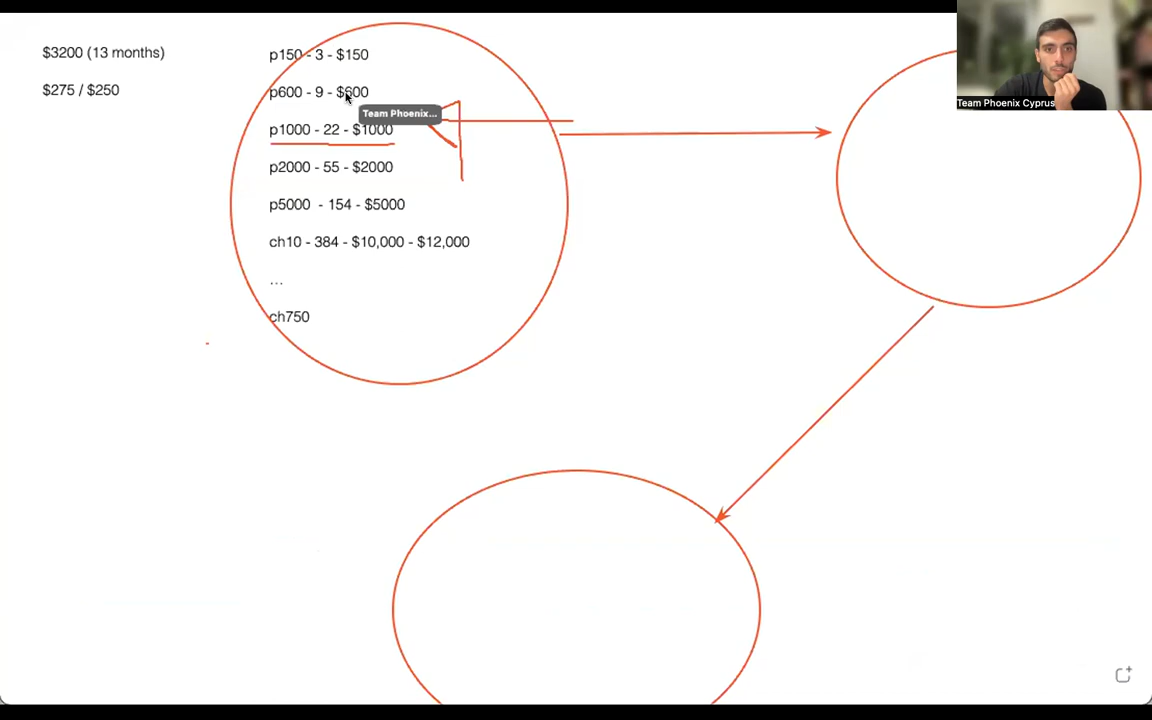 $3200 (13 months)
$275 / $250
p150 - 3 - $150
p600 - 9 - $600
Team Phoenix...
p1000 - 22 - $1000
p2000 - 55 - $2000
p5000 - 154 - $5000
ch10 - 384 - $10,000 - $12,000
...
ch750
Team Phoenix Cyprus